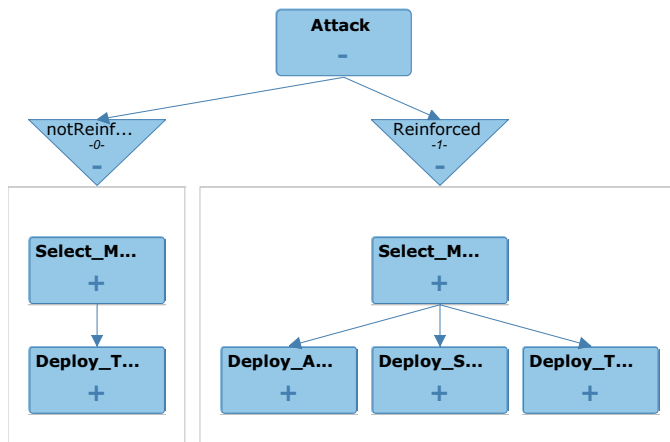 Attack
-
notReinf...
-0-
-
Reinforced
-1-
-
Select_M...
+
Select_M...
+
Deploy_T...
+
Deploy_A...
+
Deploy_S...
+
Deploy_T...
+